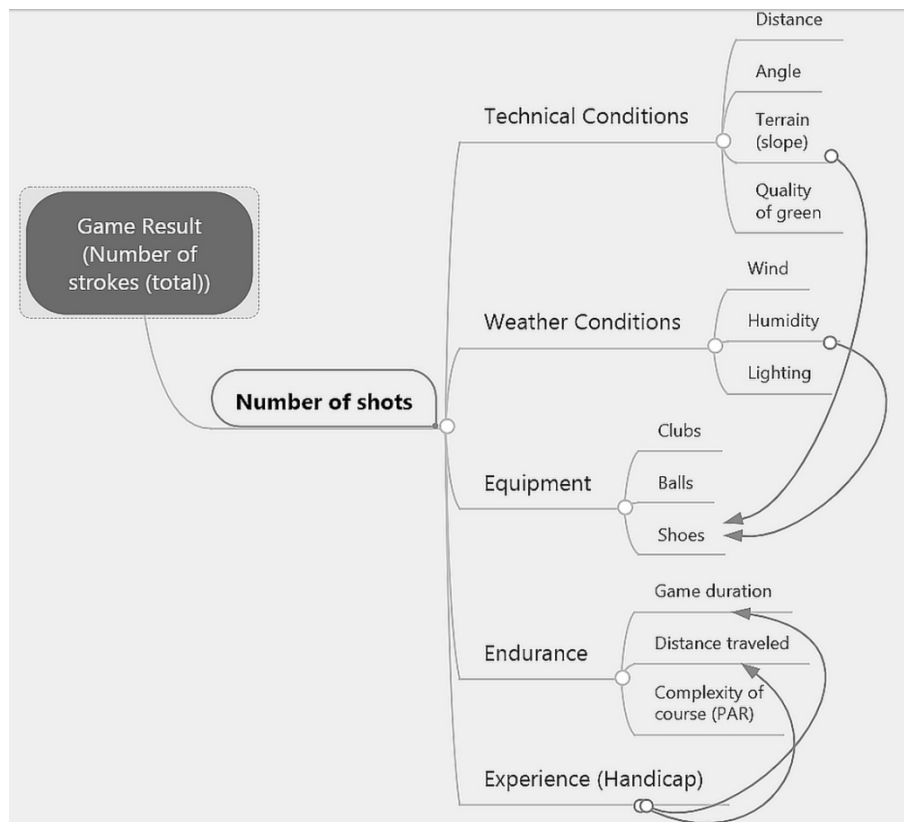 Game Result
(Number of
strokes (total))
Number of shots
Technical Conditions
Distance
Angle
Terrain
(slope)
Quality
of green
Weather Conditions
Wind
Humidity
Lighting
Equipment
Clubs
Balls
Shoes
Endurance
Game duration
Distance traveled
Complexity of
course (PAR)
Experience (Handicap)